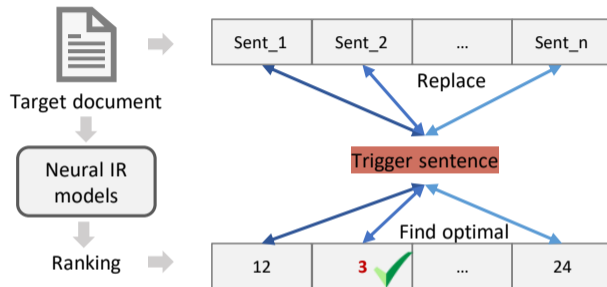 Sent_1 Sent_2 ... Sent_n
Replace
Target document
Trigger sentence
Neural IR
models
Find optimal
Ranking
12 3 ... 24